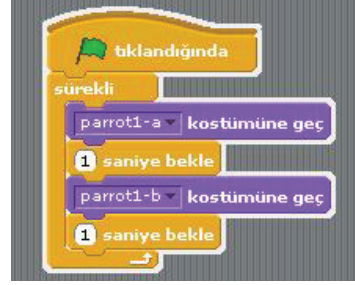 tıklandığında
sürekli
parrot1-a kostümüne geç
1 saniye bekle
parrot1-b kostümüne geç
1 saniye bekle